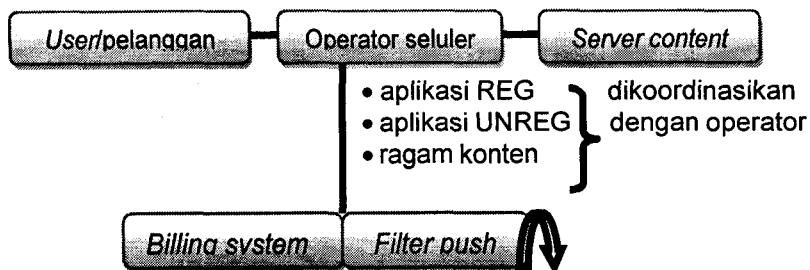 User/pelanggan Operator seluler Server content
• aplikasi REG dikoordinasikan
• aplikasi UNREG dengan operator
• ragam konten
Billing system Filter push